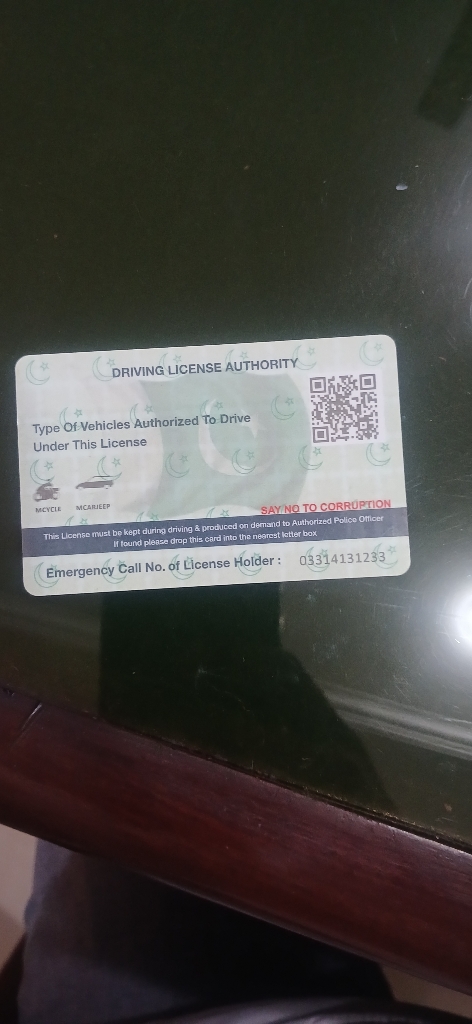 DRIVING LICENSE AUTHORITY
Type Of Vehicles Authorized To Drive
Under This License
MCYCLE MCARJEEP
SAY NO TO CORRUPTION
This License must be kept during driving & produced on demand to Authorized Police Officer
If found please drop this card into the nearest letter box
Emergency Call No. of License Holder : 03314131233